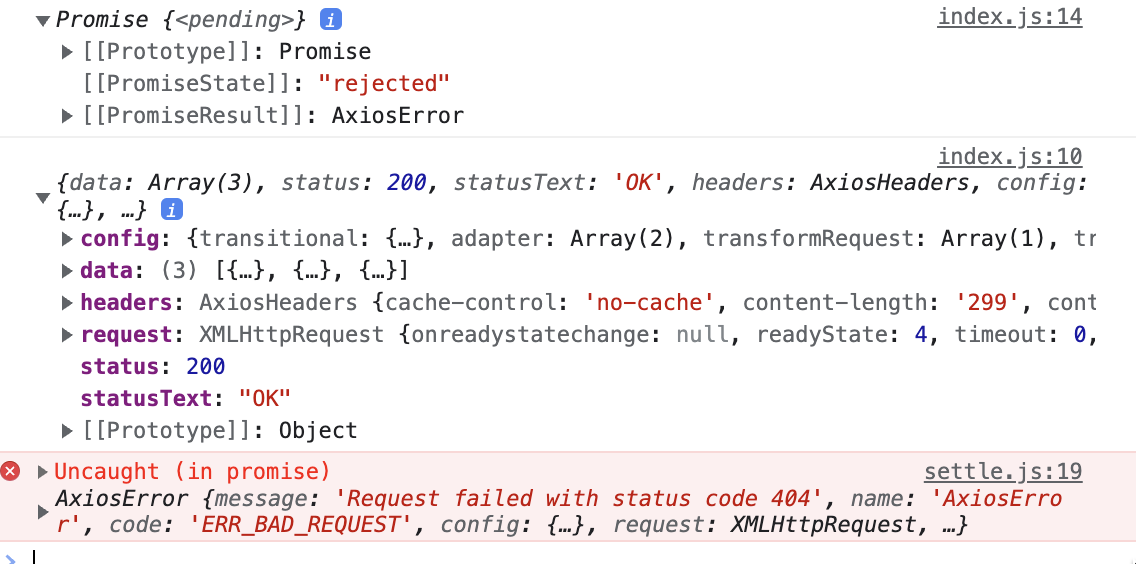 Promise {<pending>} i index.js:14
[[Prototype]]: Promise
[[PromiseState]]: "rejected"
[[PromiseResult]]: AxiosError
index.js:10
{data: Array(3), status: 200, statusText: 'OK', headers: AxiosHeaders, config:
{…}, …} i
config: {transitional: {…}, adapter: Array(2), transformRequest: Array(1), tr
data: (3) [{…}, {…}, {…}]
headers: AxiosHeaders {cache-control: 'no-cache', content-length: '299', cont
request: XMLHttpRequest {onreadystatechange: null, readyState: 4, timeout: 0,
status: 200
statusText: "OK"
[[Prototype]]: Object
Uncaught (in promise) settle.js:19
AxiosError {message: 'Request failed with status code 404', name: 'AxiosErro
r', code: 'ERR_BAD_REQUEST', config: {…}, request: XMLHttpRequest, …}